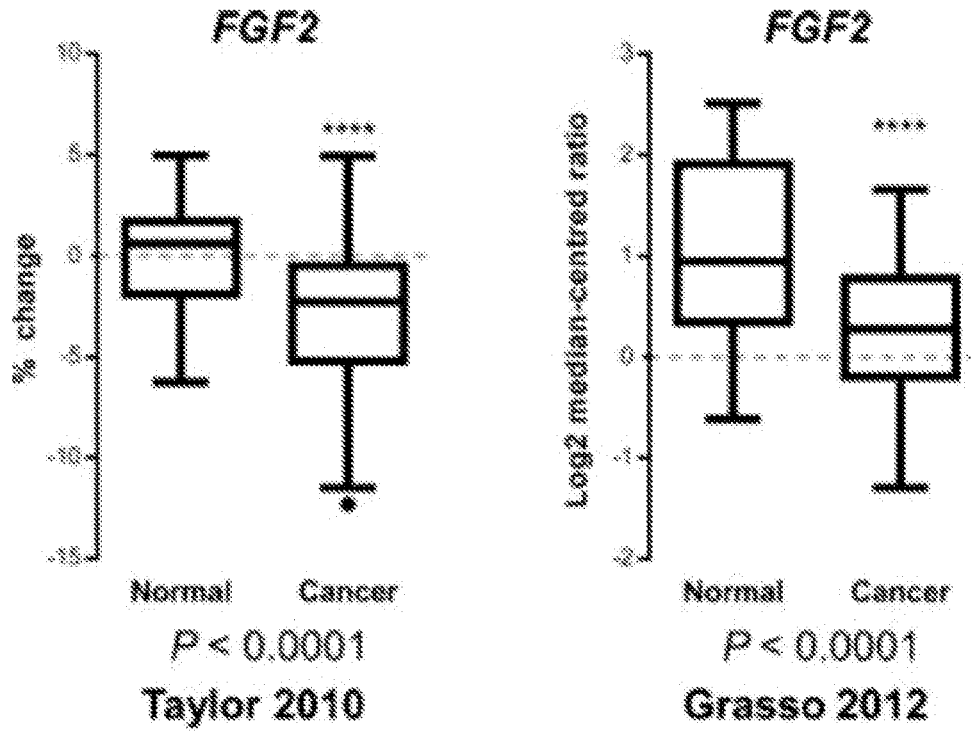 FGF2
10
5
0
-5
-10
-15
% change
****
Normal Cancer
P < 0.0001
Taylor 2010
FGF2
3
2
1
0
-1
-2
Log2 median-centred ratio
****
Normal Cancer
P < 0.0001
Grasso 2012